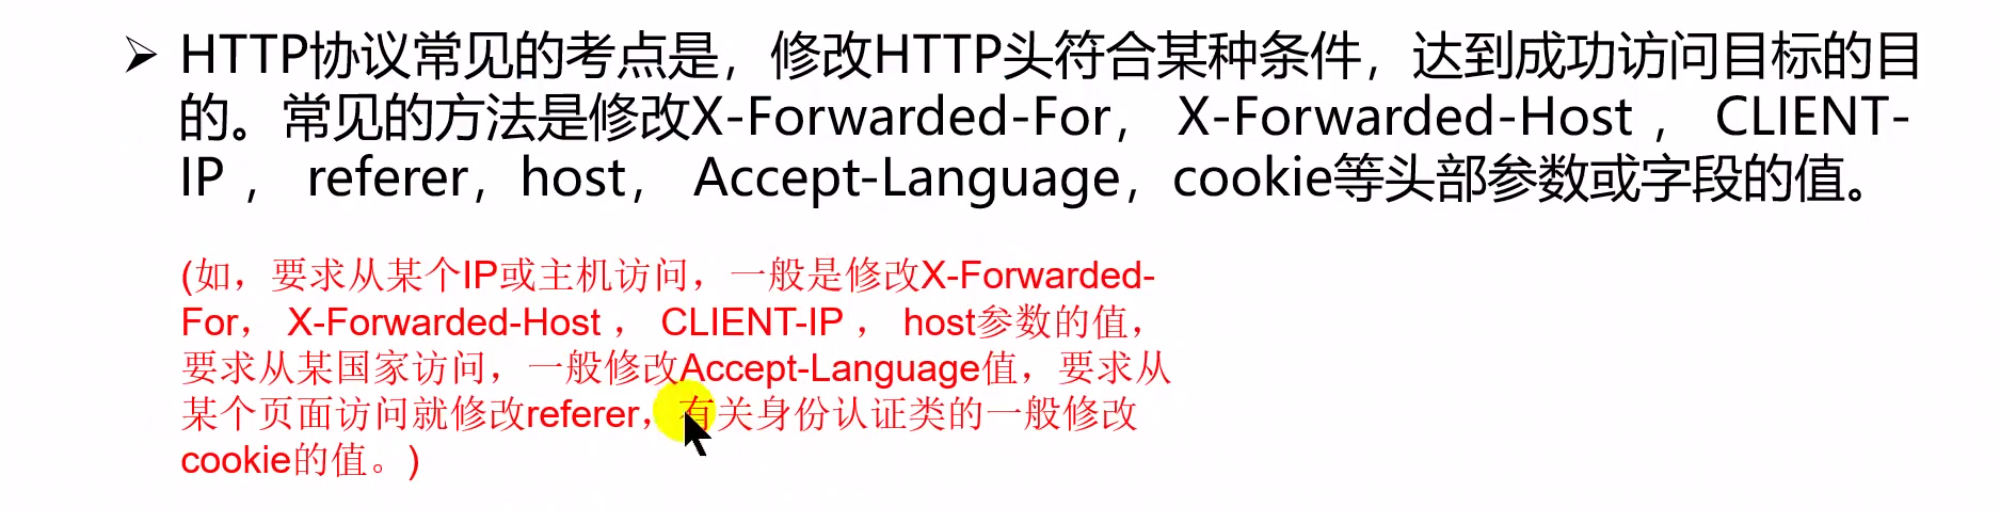 ➢ HTTP协议常见的考点是，修改HTTP头符合某种条件，达到成功访问目标的目
的。常见的方法是修改X-Forwarded-For， X-Forwarded-Host ， CLIENT-
IP ， referer，host， Accept-Language，cookie等头部参数或字段的值。
(如，要求从某个IP或主机访问，一般是修改X-Forwarded-
For， X-Forwarded-Host ， CLIENT-IP ， host参数的值，
要求从某国家访问，一般修改Accept-Language值，要求从
某个页面访问就修改referer，有关身份认证类的一般修改
cookie的值。)